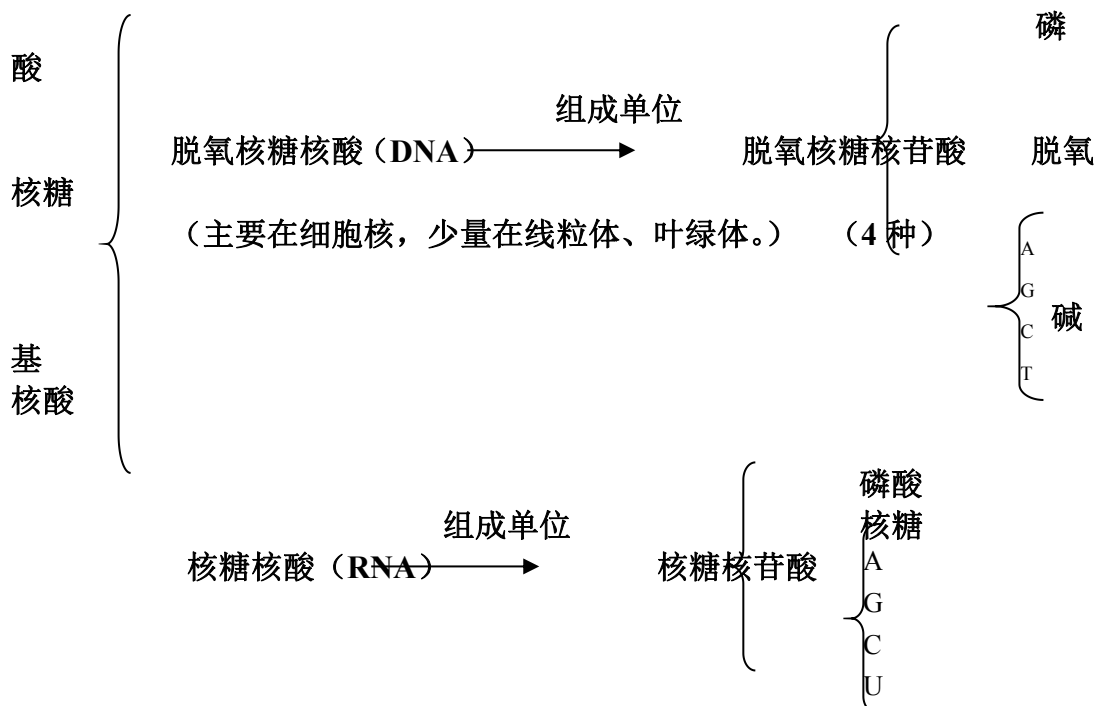 磷
酸
组成单位
脱氧核糖核酸（DNA） 脱氧核糖核苷酸 脱氧
核糖
（主要在细胞核，少量在线粒体、叶绿体。） （4 种）
A
G
碱
C
基
T
核酸
磷酸
组成单位 核糖
核糖核酸（RNA） 核糖核苷酸 A
G
C
U